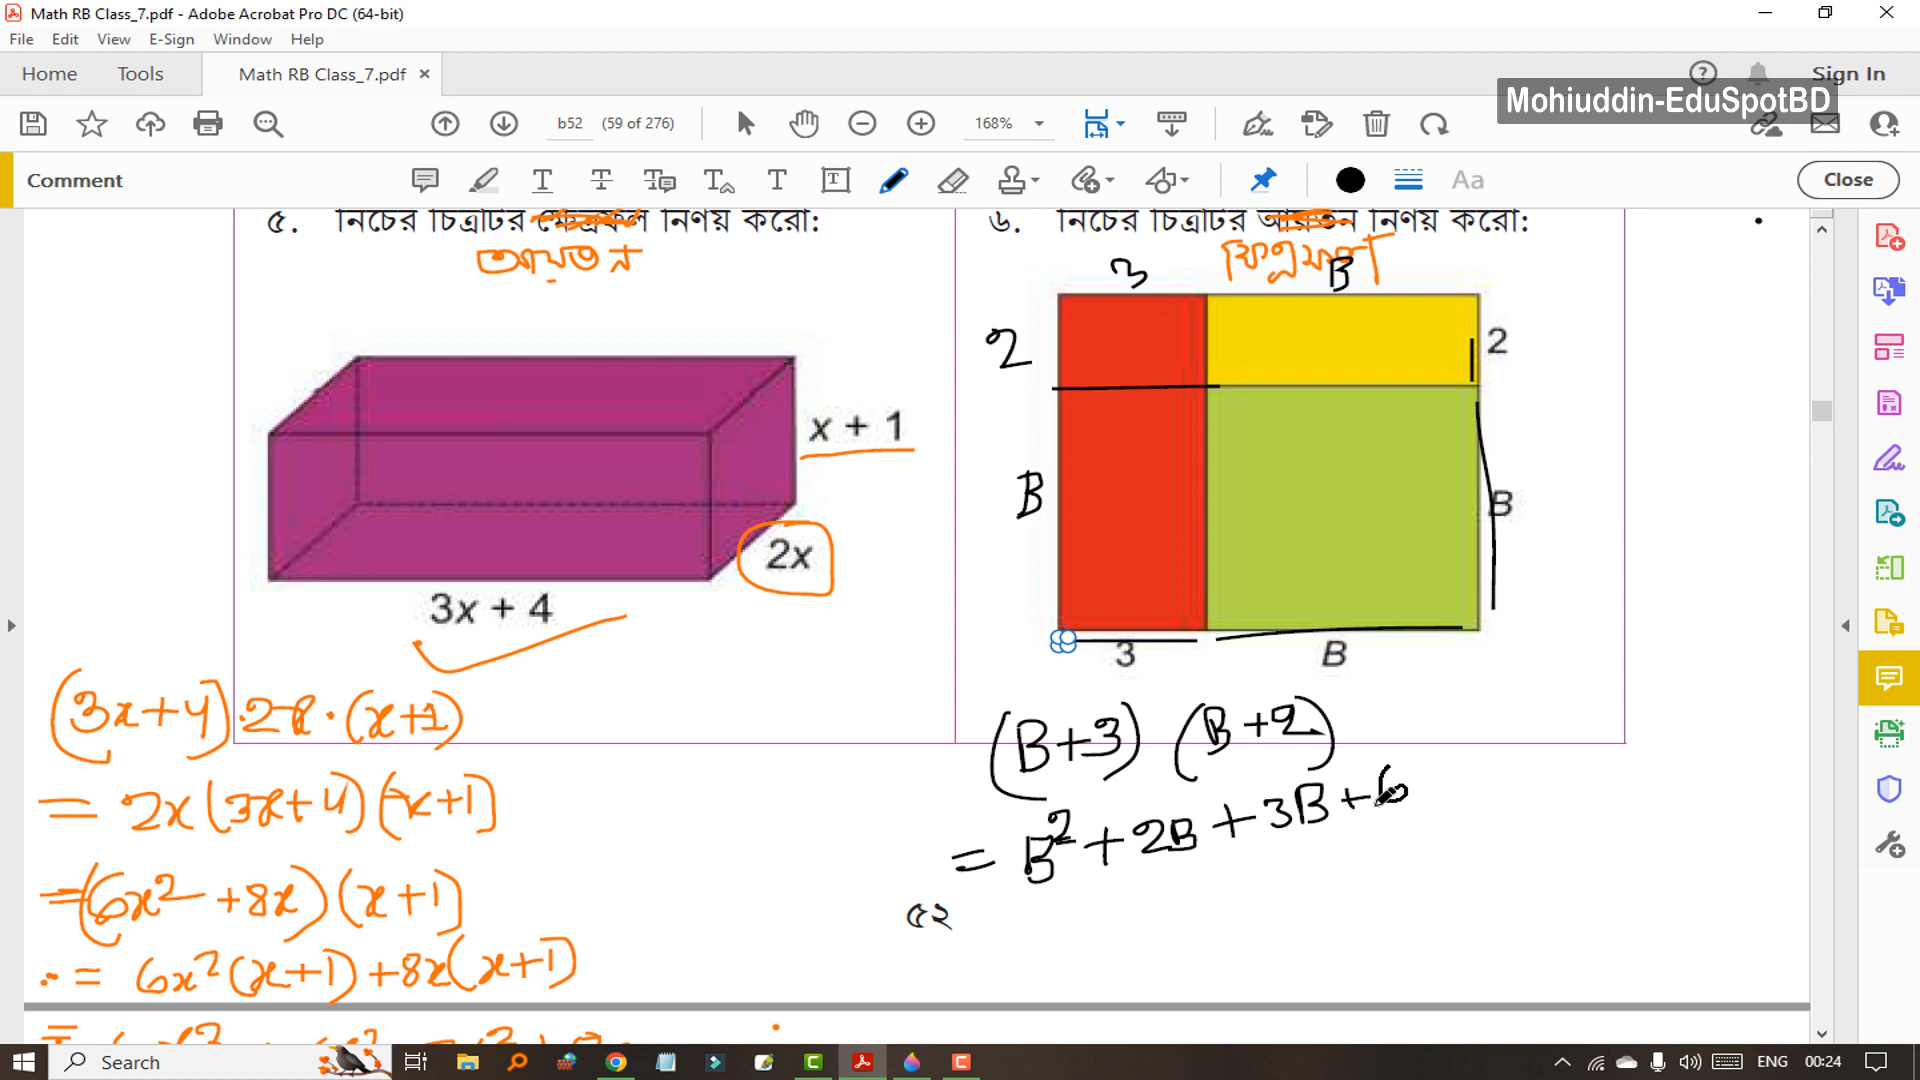 Math RB Class_7.pdf - Adobe Acrobat Pro DC (64-bit)
File Edit View E-Sign Window Help
Home Tools Math RB Class_7.pdf × Sign In
Mohiuddin-EduSpotBD
b52 (59 of 276) 168%
Comment Aa Close
৫. নিচের চিত্রটির ক্ষেত্রফল নির্ণয় করো:
আয়তন
x + 1
2x
3x + 4
(3x+4).2x.(x+1)
= 2x(3x+4)(x+1)
=(6x²+8x)(x+1)
= 6x²(x+1)+8x(x+1)
৬. নিচের চিত্রটির আয়তন নির্ণয় করো:
3 B
2 2
B B
3 B
(B+3) (B+2)
= B²+2B+3B+6
৫২
Search
ENG 00:24